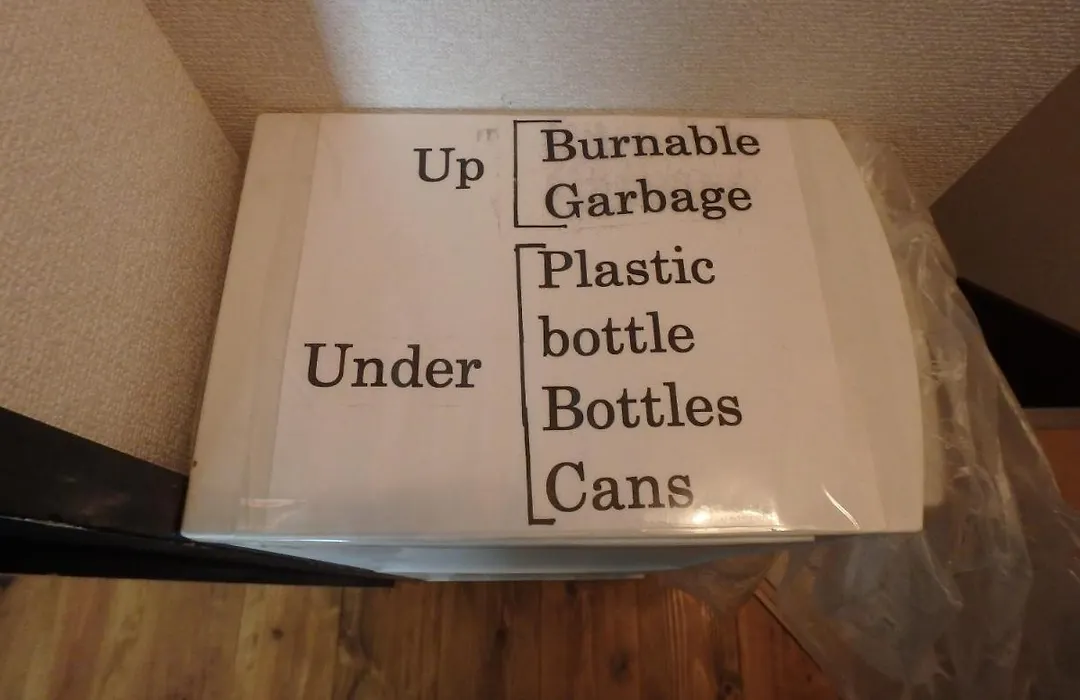 Up
Burnable
Garbage
Under
Plastic
bottle
Bottles
Cans